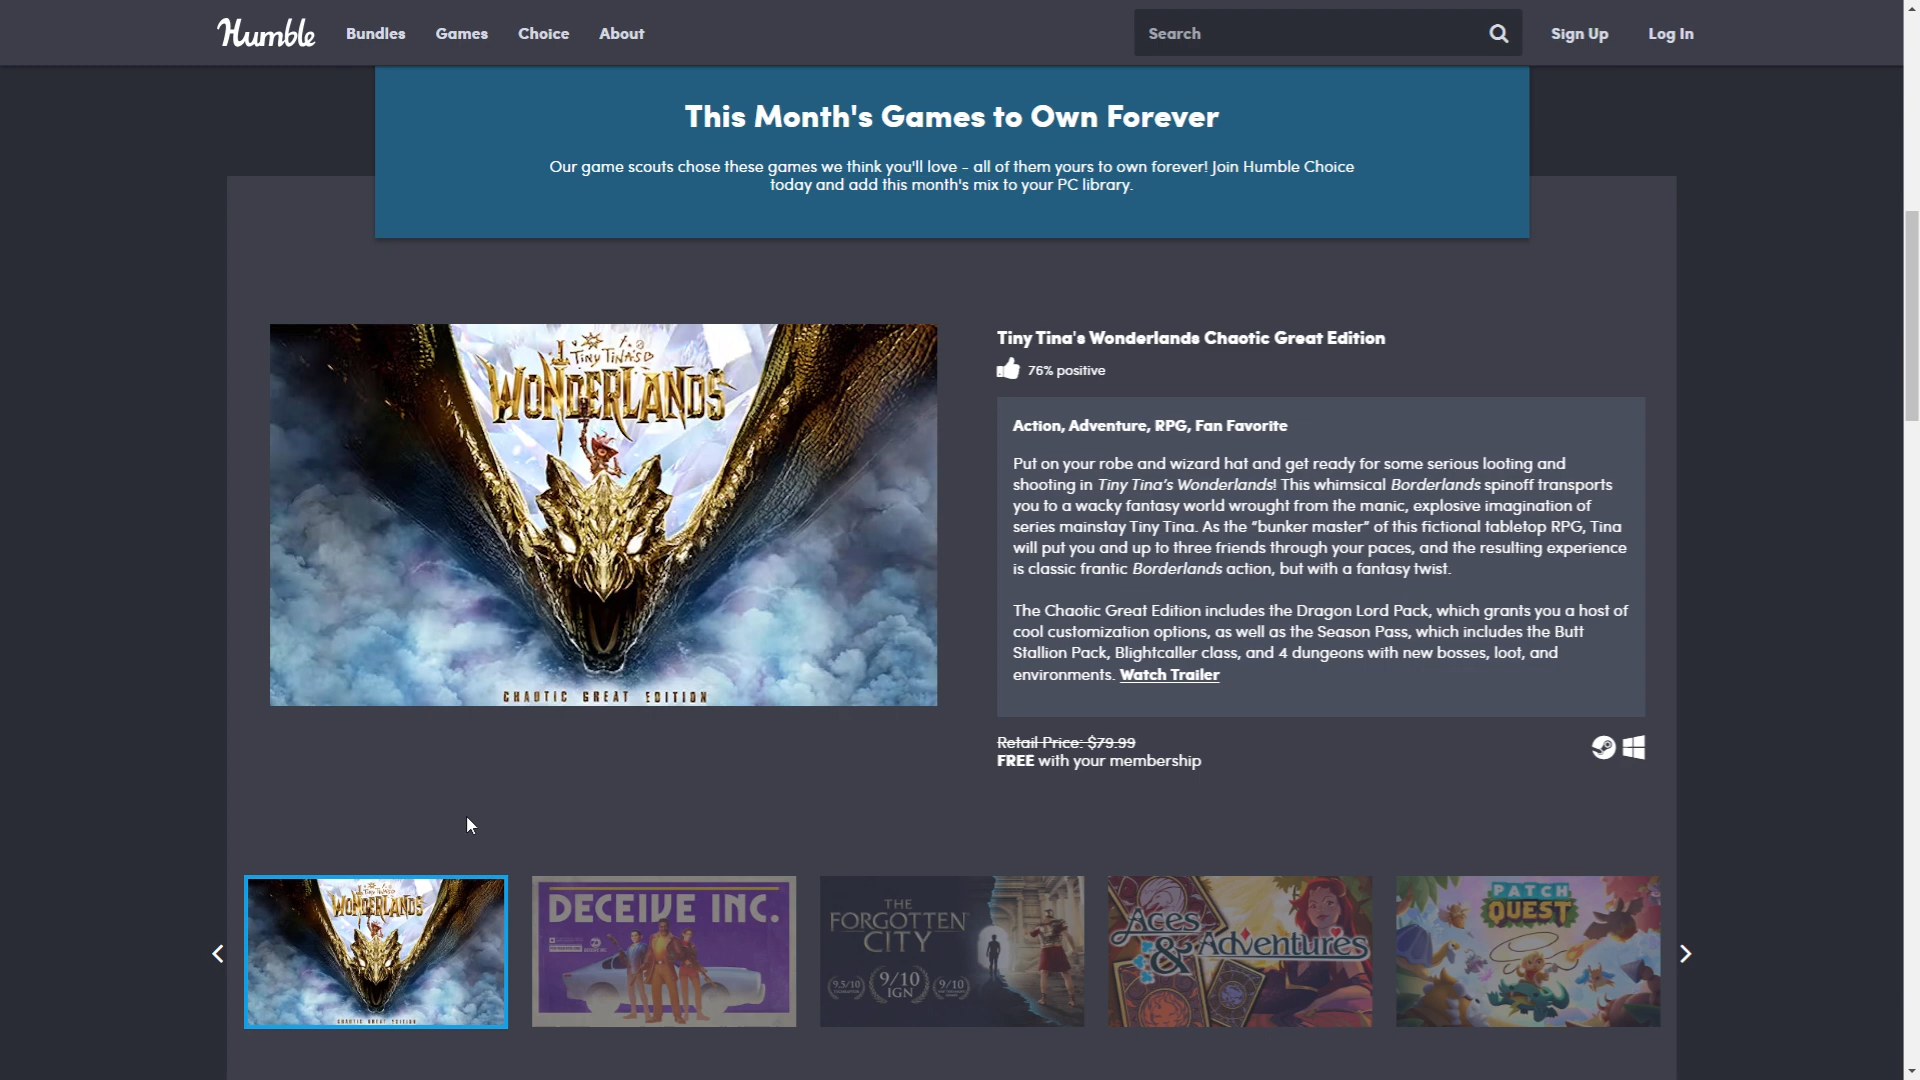 Humble
Bundles
Games
Choice
About
Search
Sign Up
Log In
This Month's Games to Own Forever
Our game scouts chose these games we think you'll love - all of them yours to own forever! Join Humble Choice
today and add this month's mix to your PC library.
TINY TINA'S
WONDERLANDS
CHAOTIC GREAT EDITION
Tiny Tina's Wonderlands Chaotic Great Edition
76% positive
Action, Adventure, RPG, Fan Favorite
Put on your robe and wizard hat and get ready for some serious looting and
shooting in Tiny Tina’s Wonderlands! This whimsical Borderlands spinoff transports
you to a wacky fantasy world wrought from the manic, explosive imagination of
series mainstay Tiny Tina. As the “bunker master” of this fictional tabletop RPG, Tina
will put you and up to three friends through your paces, and the resulting experience
is classic frantic Borderlands action, but with a fantasy twist.
The Chaotic Great Edition includes the Dragon Lord Pack, which grants you a host of
cool customization options, as well as the Season Pass, which includes the Butt
Stallion Pack, Blightcaller class, and 4 dungeons with new bosses, loot, and
environments. Watch Trailer
Retail Price: $79.99
FREE with your membership
TINY TINA'S
WONDERLANDS
CHAOTIC GREAT EDITION
DECEIVE INC.
THE
FORGOTTEN
CITY
9.5/10
9/10
IGN
9/10
Aces
& Adventures
PATCH
QUEST